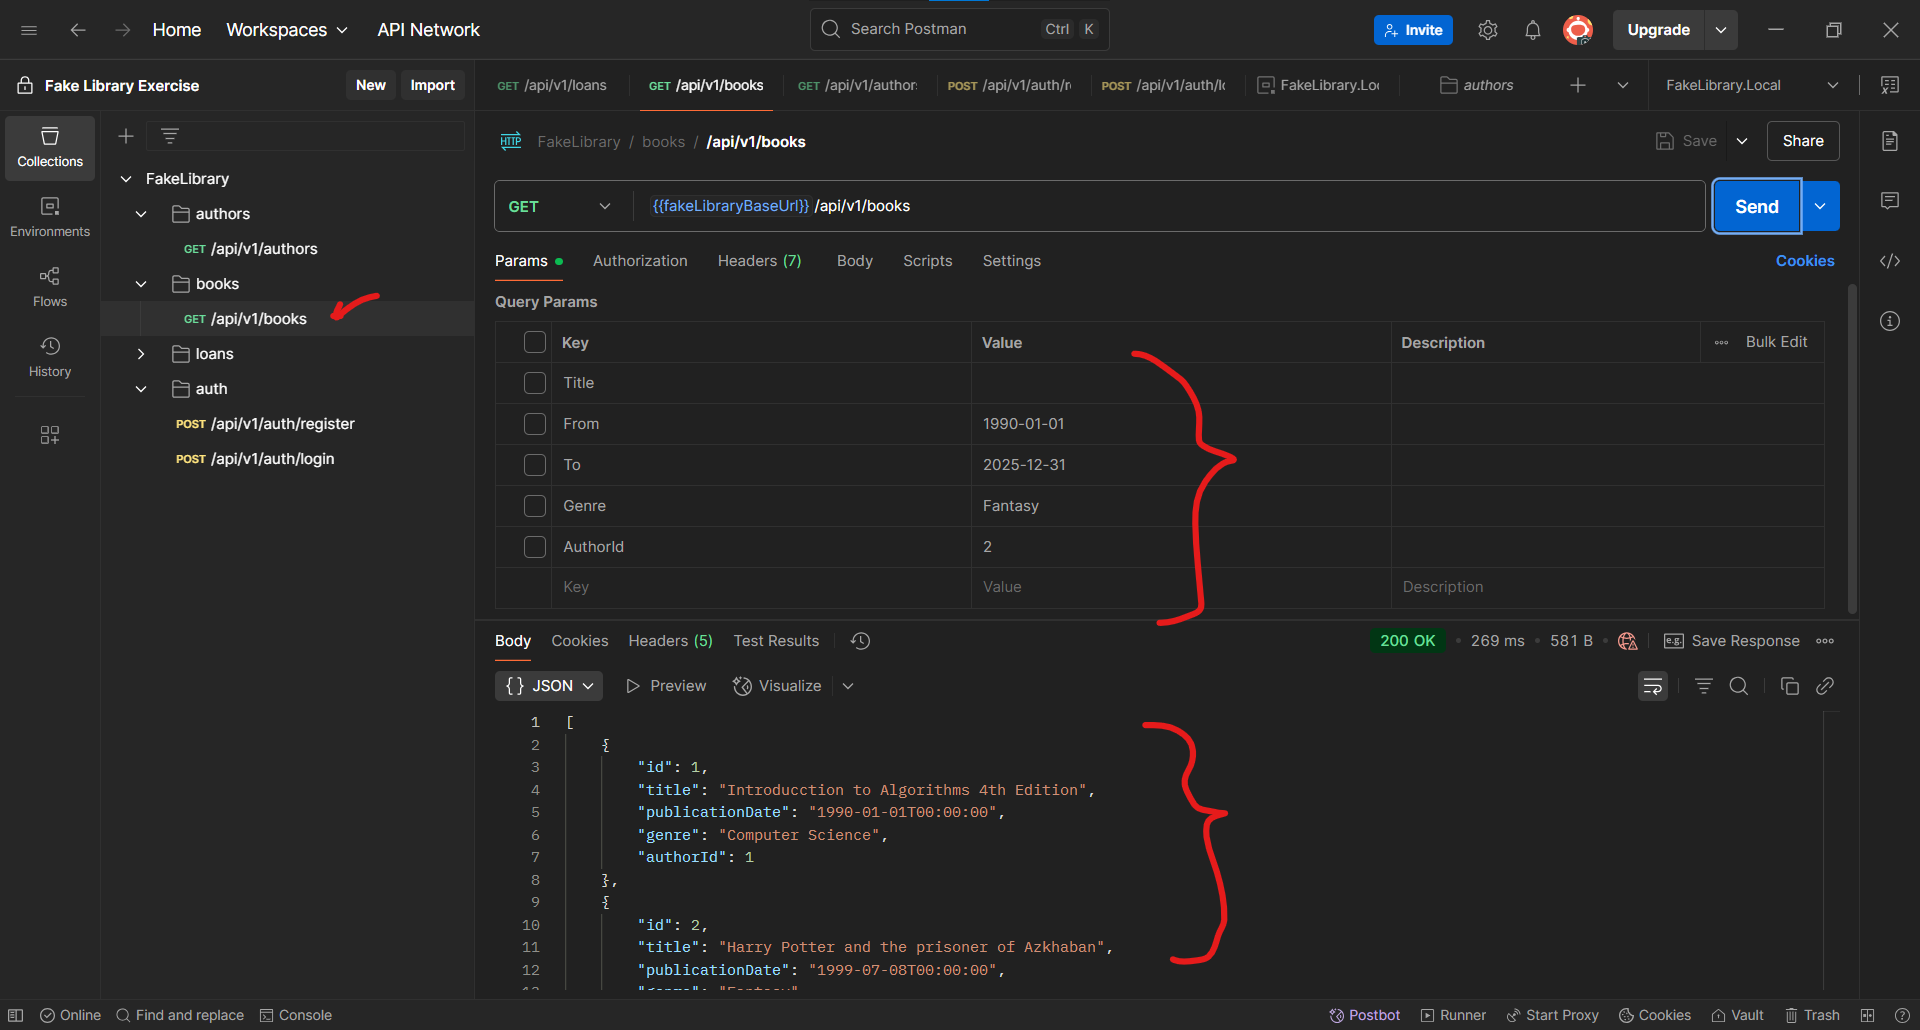 Home Workspaces API Network Search Postman Ctrl K Invite Upgrade
Fake Library Exercise New Import
GET /api/v1/loans GET /api/v1/books GET /api/v1/author: POST /api/v1/auth/r POST /api/v1/auth/lo FakeLibrary.Loc authors FakeLibrary.Local
Collections
Environments
Flows
History
FakeLibrary
authors
GET /api/v1/authors
books
GET /api/v1/books
loans
auth
POST /api/v1/auth/register
POST /api/v1/auth/login
HTTP FakeLibrary / books / /api/v1/books Save Share
GET {{fakeLibraryBaseUrl}} /api/v1/books Send
Params Authorization Headers (7) Body Scripts Settings Cookies
Query Params
Key Value Description Bulk Edit
Title
From 1990-01-01
To 2025-12-31
Genre Fantasy
AuthorId 2
Key Value Description
Body Cookies Headers (5) Test Results 200 OK 269 ms 581 B e.g. Save Response
{} JSON Preview Visualize
1 [
2 {
3 "id": 1,
4 "title": "Introducction to Algorithms 4th Edition",
5 "publicationDate": "1990-01-01T00:00:00",
6 "genre": "Computer Science",
7 "authorId": 1
8 },
9 {
10 "id": 2,
11 "title": "Harry Potter and the prisoner of Azkhaban",
12 "publicationDate": "1999-07-08T00:00:00",
13 "genre": "Fantasy"
Online Find and replace Console Postbot Runner Start Proxy Cookies Vault Trash